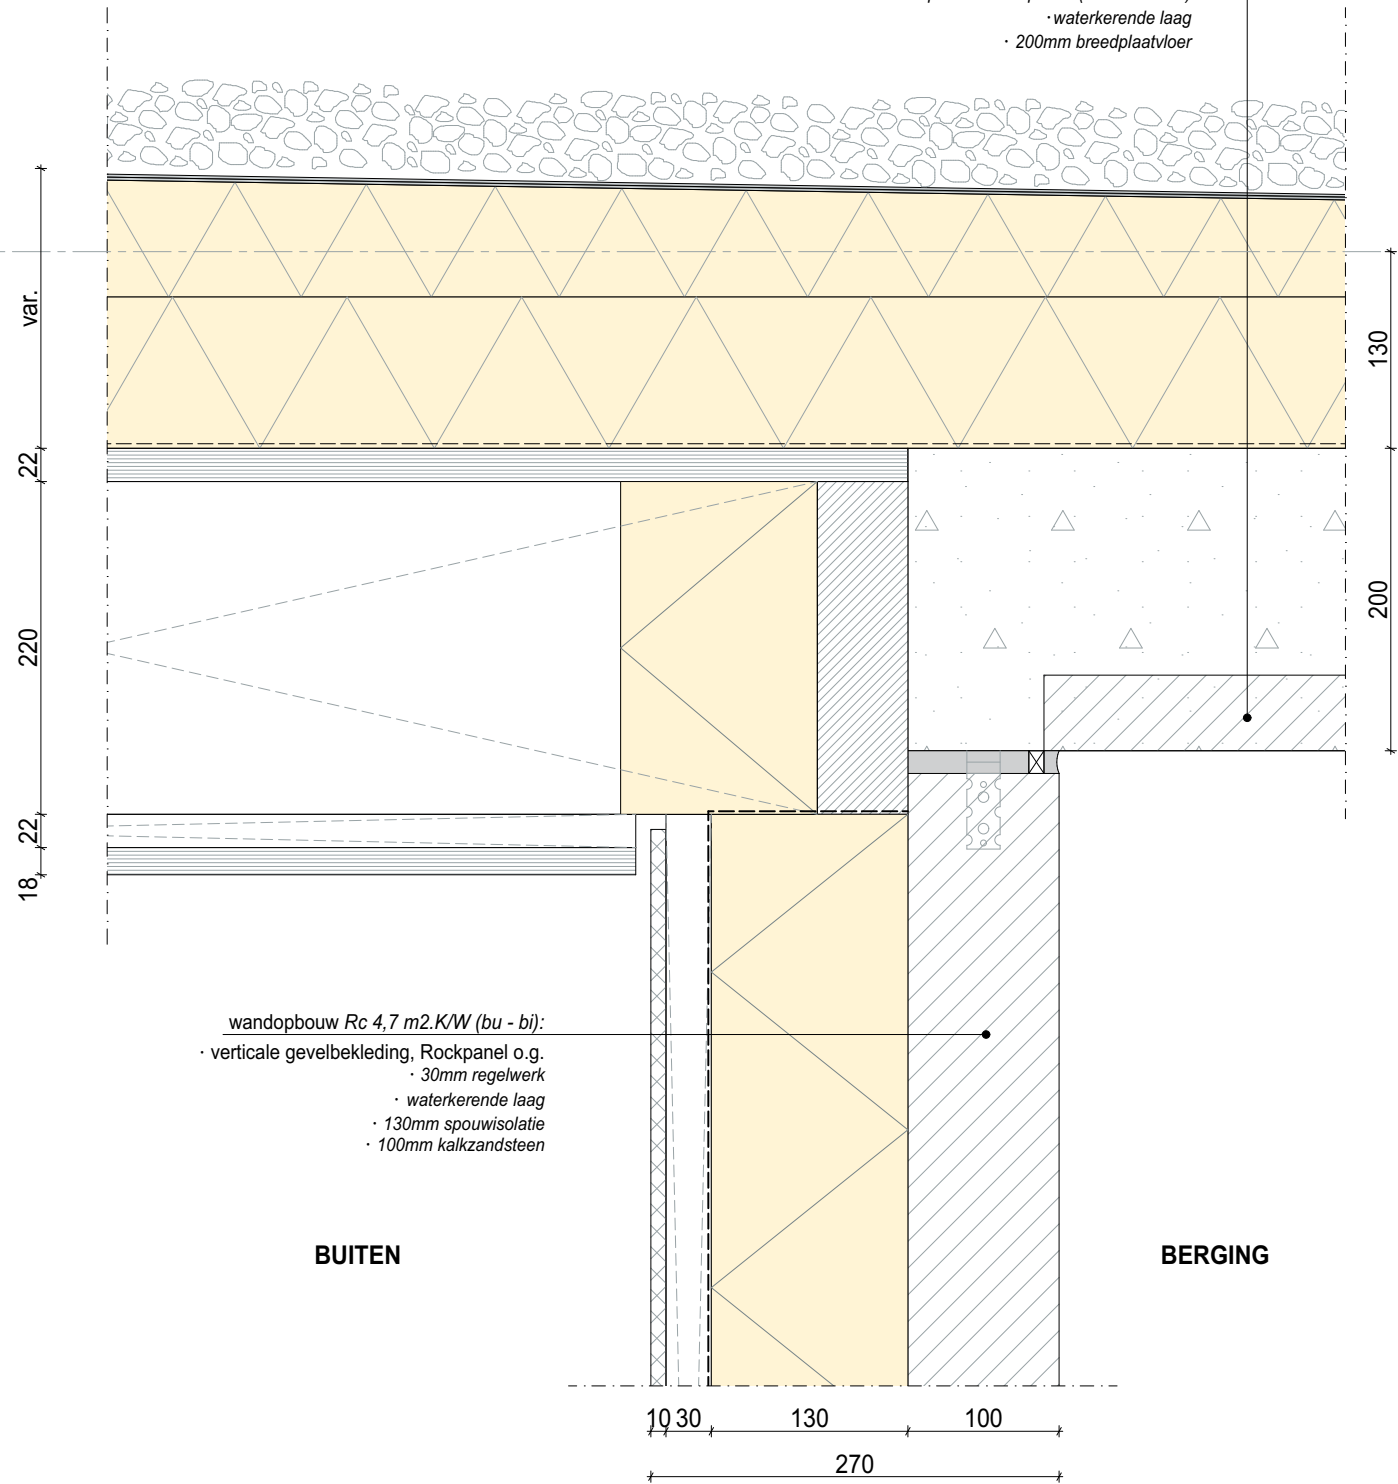 ·waterkerende laag
· 200mm breedplaatvloer
var.
130
22
220
200
22
18
wandopbouw Rc 4,7 m2.K/W (bu - bi):
· verticale gevelbekleding, Rockpanel o.g.
· 30mm regelwerk
· waterkerende laag
· 130mm spouwisolatie
· 100mm kalkzandsteen
BUITEN
BERGING
10 30 130 100
270